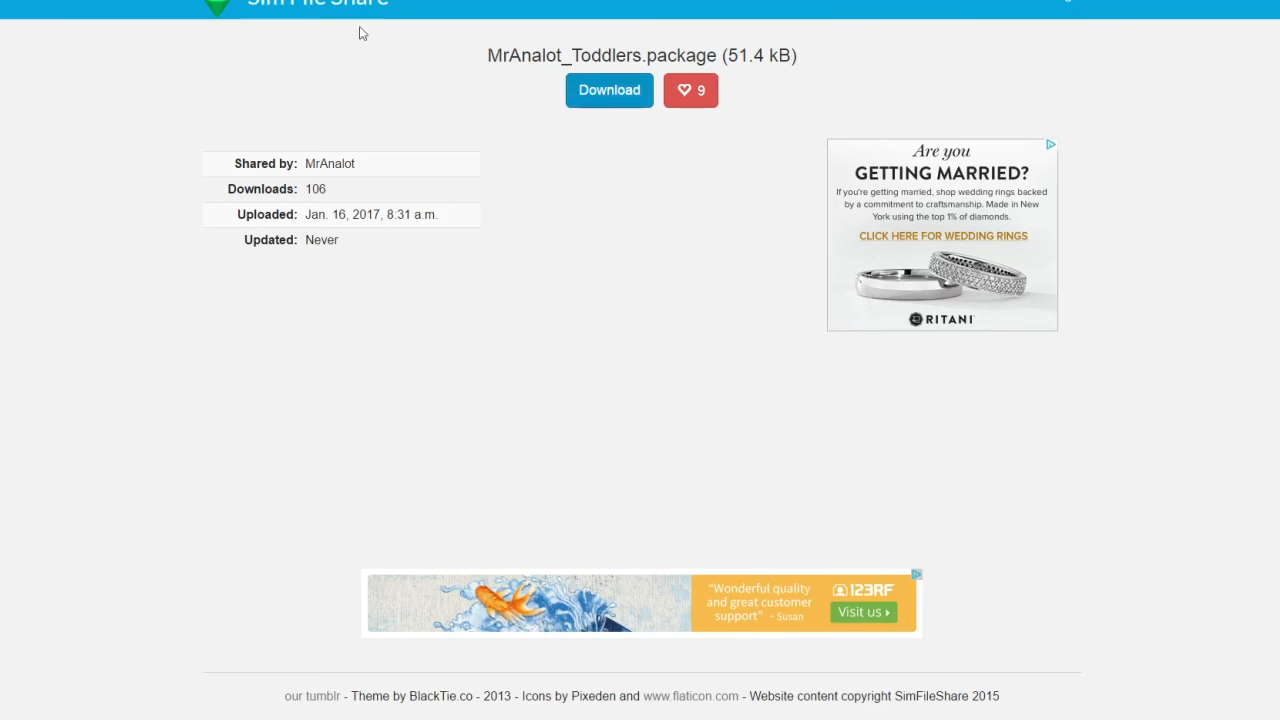 Sim File Share
MrAnalot_Toddlers.package (51.4 kB)
Download
9
Shared by: MrAnalot
Downloads: 106
Uploaded: Jan. 16, 2017, 8:31 a.m.
Updated: Never
Are you
GETTING MARRIED?
If you're getting married, shop wedding rings backed
by a commitment to craftsmanship. Made in New
York using the top 1% of diamonds.
CLICK HERE FOR WEDDING RINGS
RITANI
"Wonderful quality
and great customer
support" ~ Susan
123RF
Visit us
our tumblr - Theme by BlackTie.co - 2013 - Icons by Pixeden and www.flaticon.com - Website content copyright SimFileShare 2015